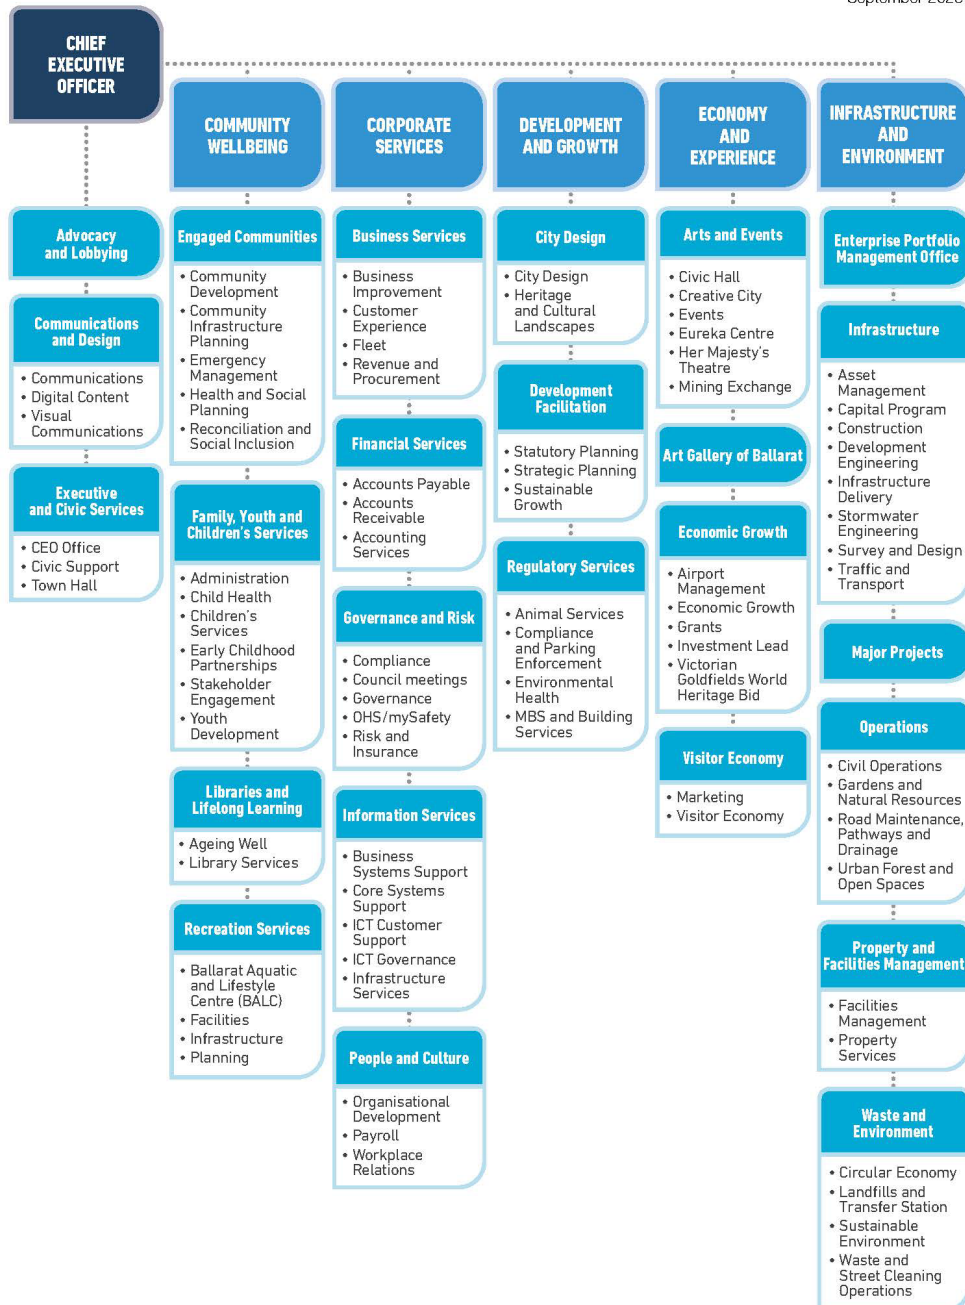 CHIEF
EXECUTIVE
OFFICER
Advocacy
and Lobbying
Communications
and Design
• Communications
• Digital Content
• Visual
Communications
Executive
and Civic Services
• CEO Office
• Civic Support
• Town Hall
COMMUNITY
WELLBEING
Engaged Communities
• Community
Development
• Community
Infrastructure
Planning
• Emergency
Management
• Health and Social
Planning
• Reconciliation and
Social Inclusion
Family, Youth and
Children's Services
• Administration
• Child Health
• Children's
Services
• Early Childhood
Partnerships
• Stakeholder
Engagement
• Youth
Development
Libraries and
Lifelong Learning
• Ageing Well
• Library Services
Recreation Services
• Ballarat Aquatic
and Lifestyle
Centre (BALC)
• Facilities
• Infrastructure
• Planning
CORPORATE
SERVICES
Business Services
• Business
Improvement
• Customer
Experience
• Fleet
• Revenue and
Procurement
Financial Services
• Accounts Payable
• Accounts
Receivable
• Accounting
Services
Governance and Risk
• Compliance
• Council meetings
• Governance
• OHS/mySafety
• Risk and
Insurance
Information Services
• Business
Systems Support
• Core Systems
Support
• ICT Customer
Support
• ICT Governance
• Infrastructure
Services
People and Culture
• Organisational
Development
• Payroll
• Workplace
Relations
DEVELOPMENT
AND GROWTH
City Design
• City Design
• Heritage
and Cultural
Landscapes
Development
Facilitation
• Statutory Planning
• Strategic Planning
• Sustainable
Growth
Regulatory Services
• Animal Services
• Compliance
and Parking
Enforcement
• Environmental
Health
• MBS and Building
Services
ECONOMY
AND
EXPERIENCE
Arts and Events
• Civic Hall
• Creative City
• Events
• Eureka Centre
• Her Majesty's
Theatre
• Mining Exchange
Art Gallery of Ballarat
Economic Growth
• Airport
Management
• Economic Growth
• Grants
• Investment Lead
• Victorian
Goldfields World
Heritage Bid
Visitor Economy
• Marketing
• Visitor Economy
INFRASTRUCTURE
AND
ENVIRONMENT
Enterprise Portfolio
Management Office
Infrastructure
• Asset
Management
• Capital Program
• Construction
• Development
Engineering
• Infrastructure
Delivery
• Stormwater
Engineering
• Survey and Design
• Traffic and
Transport
Major Projects
Operations
• Civil Operations
• Gardens and
Natural Resources
• Road Maintenance,
Pathways and
Drainage
• Urban Forest and
Open Spaces
Property and
Facilities Management
• Facilities
Management
• Property
Services
Waste and
Environment
• Circular Economy
• Landfills and
Transfer Station
• Sustainable
Environment
• Waste and
Street Cleaning
Operations